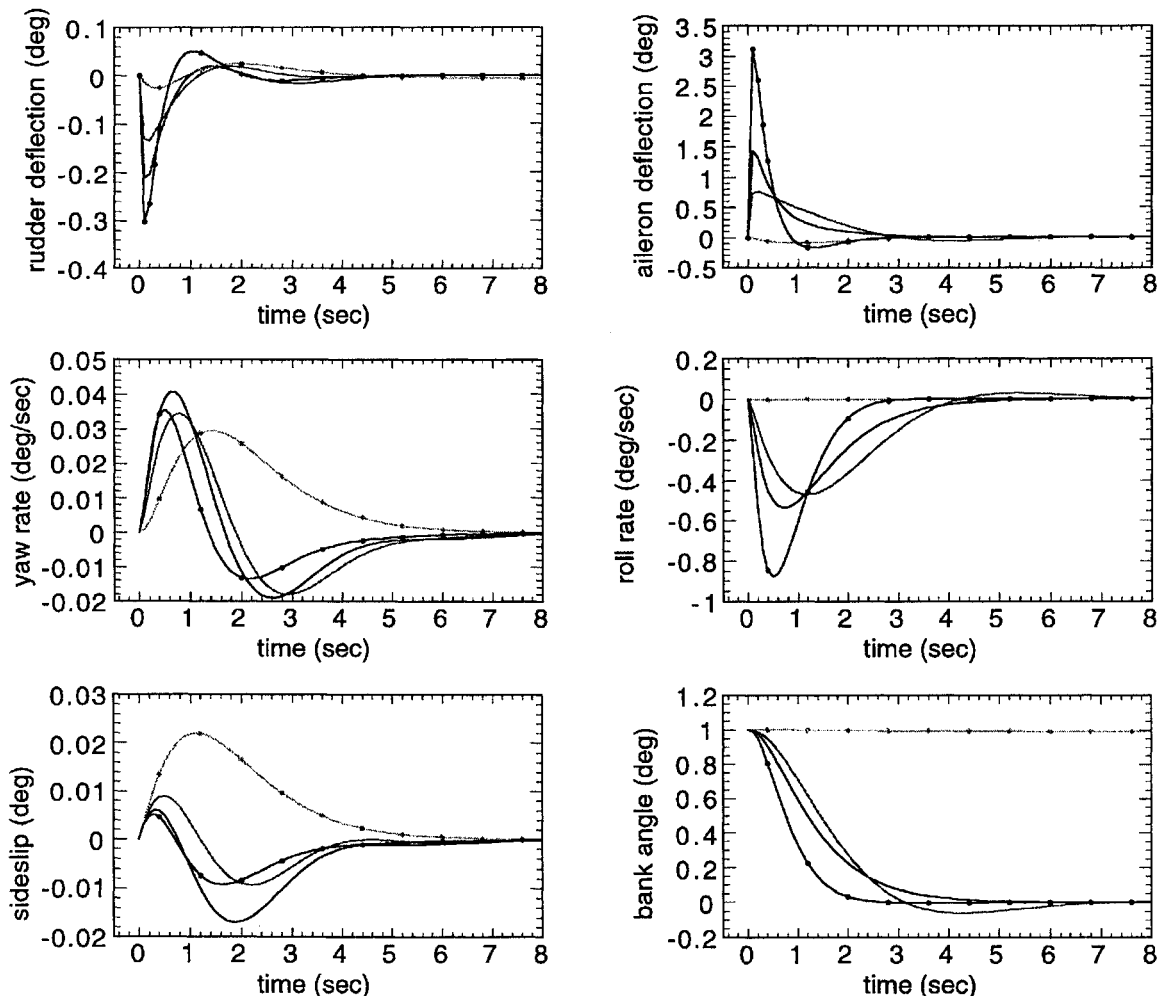 rudder deflection (deg)
0.1
0
-0.1
-0.2
-0.3
-0.4
0 1 2 3 4 5 6 7 8
time (sec)
aileron deflection (deg)
3.5
3
2.5
2
1.5
1
0.5
0
-0.5
0 1 2 3 4 5 6 7 8
time (sec)
yaw rate (deg/sec)
0.05
0.04
0.03
0.02
0.01
0
-0.01
-0.02
0 1 2 3 4 5 6 7 8
time (sec)
roll rate (deg/sec)
0.2
0
-0.2
-0.4
-0.6
-0.8
-1
0 1 2 3 4 5 6 7 8
time (sec)
sideslip (deg)
0.03
0.02
0.01
0
-0.01
-0.02
0 1 2 3 4 5 6 7 8
time (sec)
bank angle (deg)
1.2
1
0.8
0.6
0.4
0.2
0
-0.2
0 1 2 3 4 5 6 7 8
time (sec)